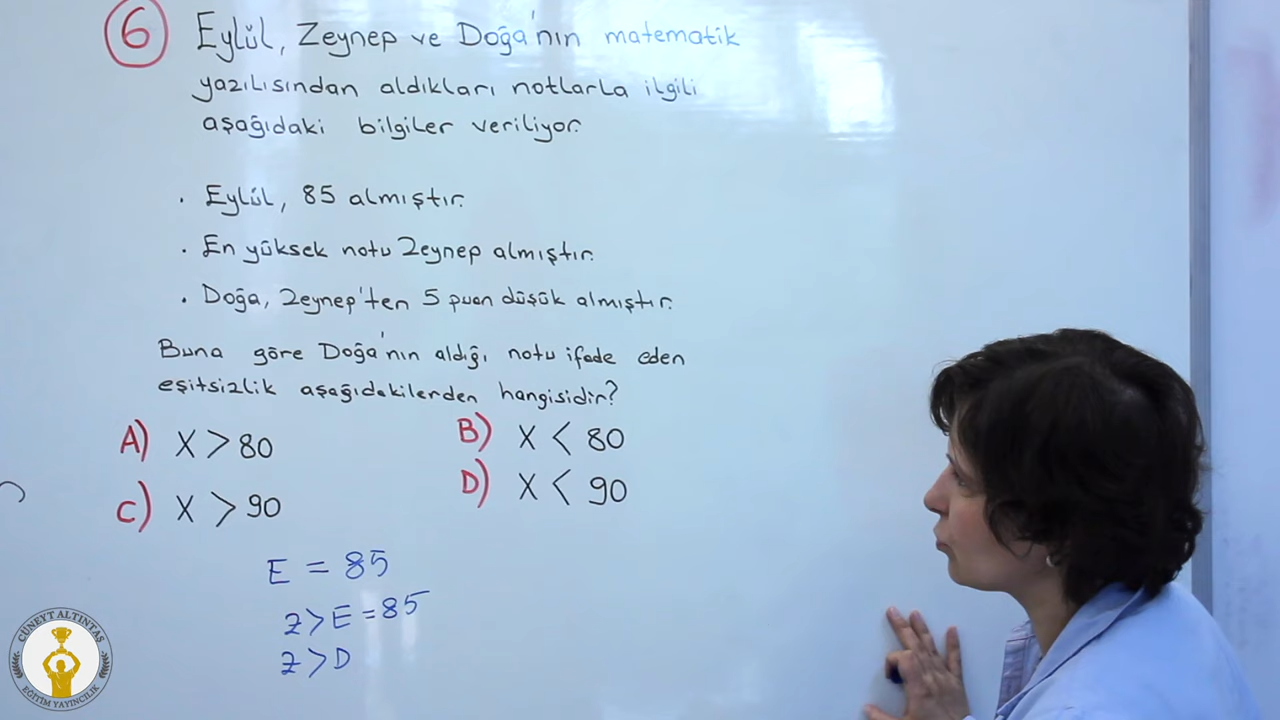 6 Eylül, Zeynep ve Doğa'nın matematik
yazılısından aldıkları notlarla ilgili
aşağıdaki bilgiler veriliyor.
. Eylül, 85 almıştır.
. En yüksek notu Zeynep almıştır.
. Doğa, Zeynep'ten 5 puan düşük almıştır.
Buna göre Doğa'nın aldığı notu ifade eden
eşitsizlik aşağıdakilerden hangisidir?
A) X > 80
B) X < 80
C) X > 90
D) X < 90
E = 85
Z > E = 85
Z > D
CÜNEYT ALTINTAŞ
EĞİTİM YAYINCILIK